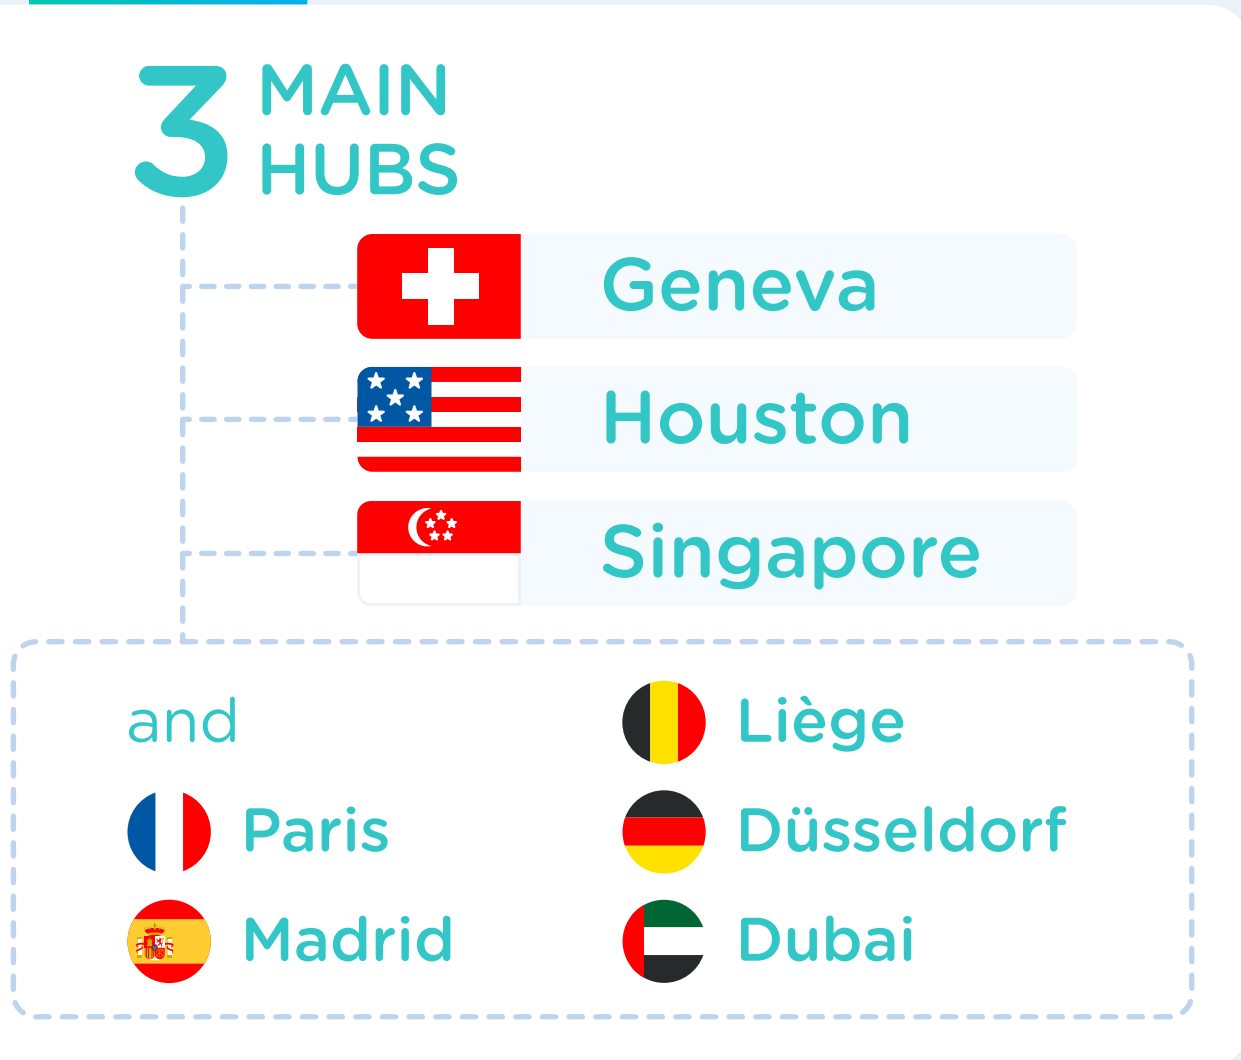 3 MAIN
HUBS
Geneva
Houston
Singapore
and
Paris
Madrid
Liège
Düsseldorf
Dubai